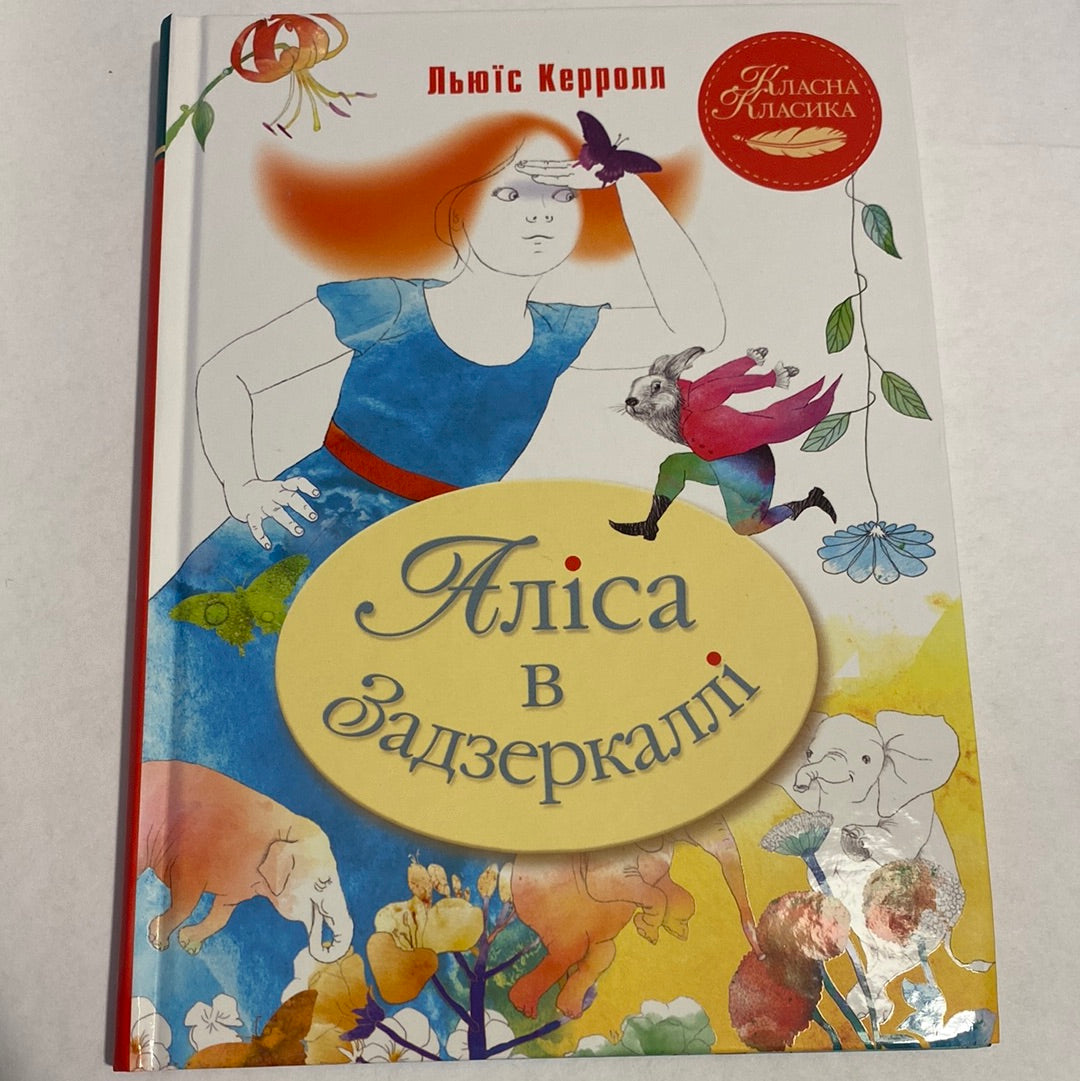 Льюїс Керролл
Класна
Класика
Аліса
в
Задзеркаллі